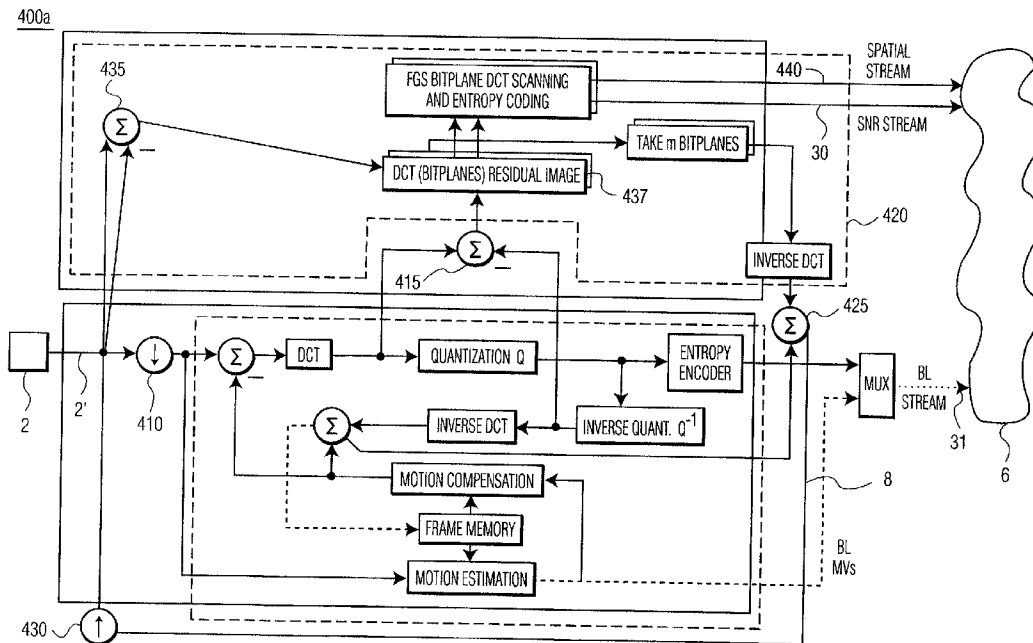 400a
435
Σ
FGS BITPLANE DCT SCANNING
AND ENTROPY CODING
SPATIAL
STREAM
440
30
SNR STREAM
TAKE m BITPLANES
DCT (BITPLANES) RESIDUAL IMAGE
437
420
Σ
415
INVERSE DCT
425
Σ
2
2'
↓
410
Σ
DCT
QUANTIZATION Q
ENTROPY
ENCODER
MUX
BL
STREAM
31
6
Σ
INVERSE DCT
INVERSE QUANT. Q⁻¹
MOTION COMPENSATION
8
FRAME MEMORY
MOTION ESTIMATION
BL
MVs
430
↑